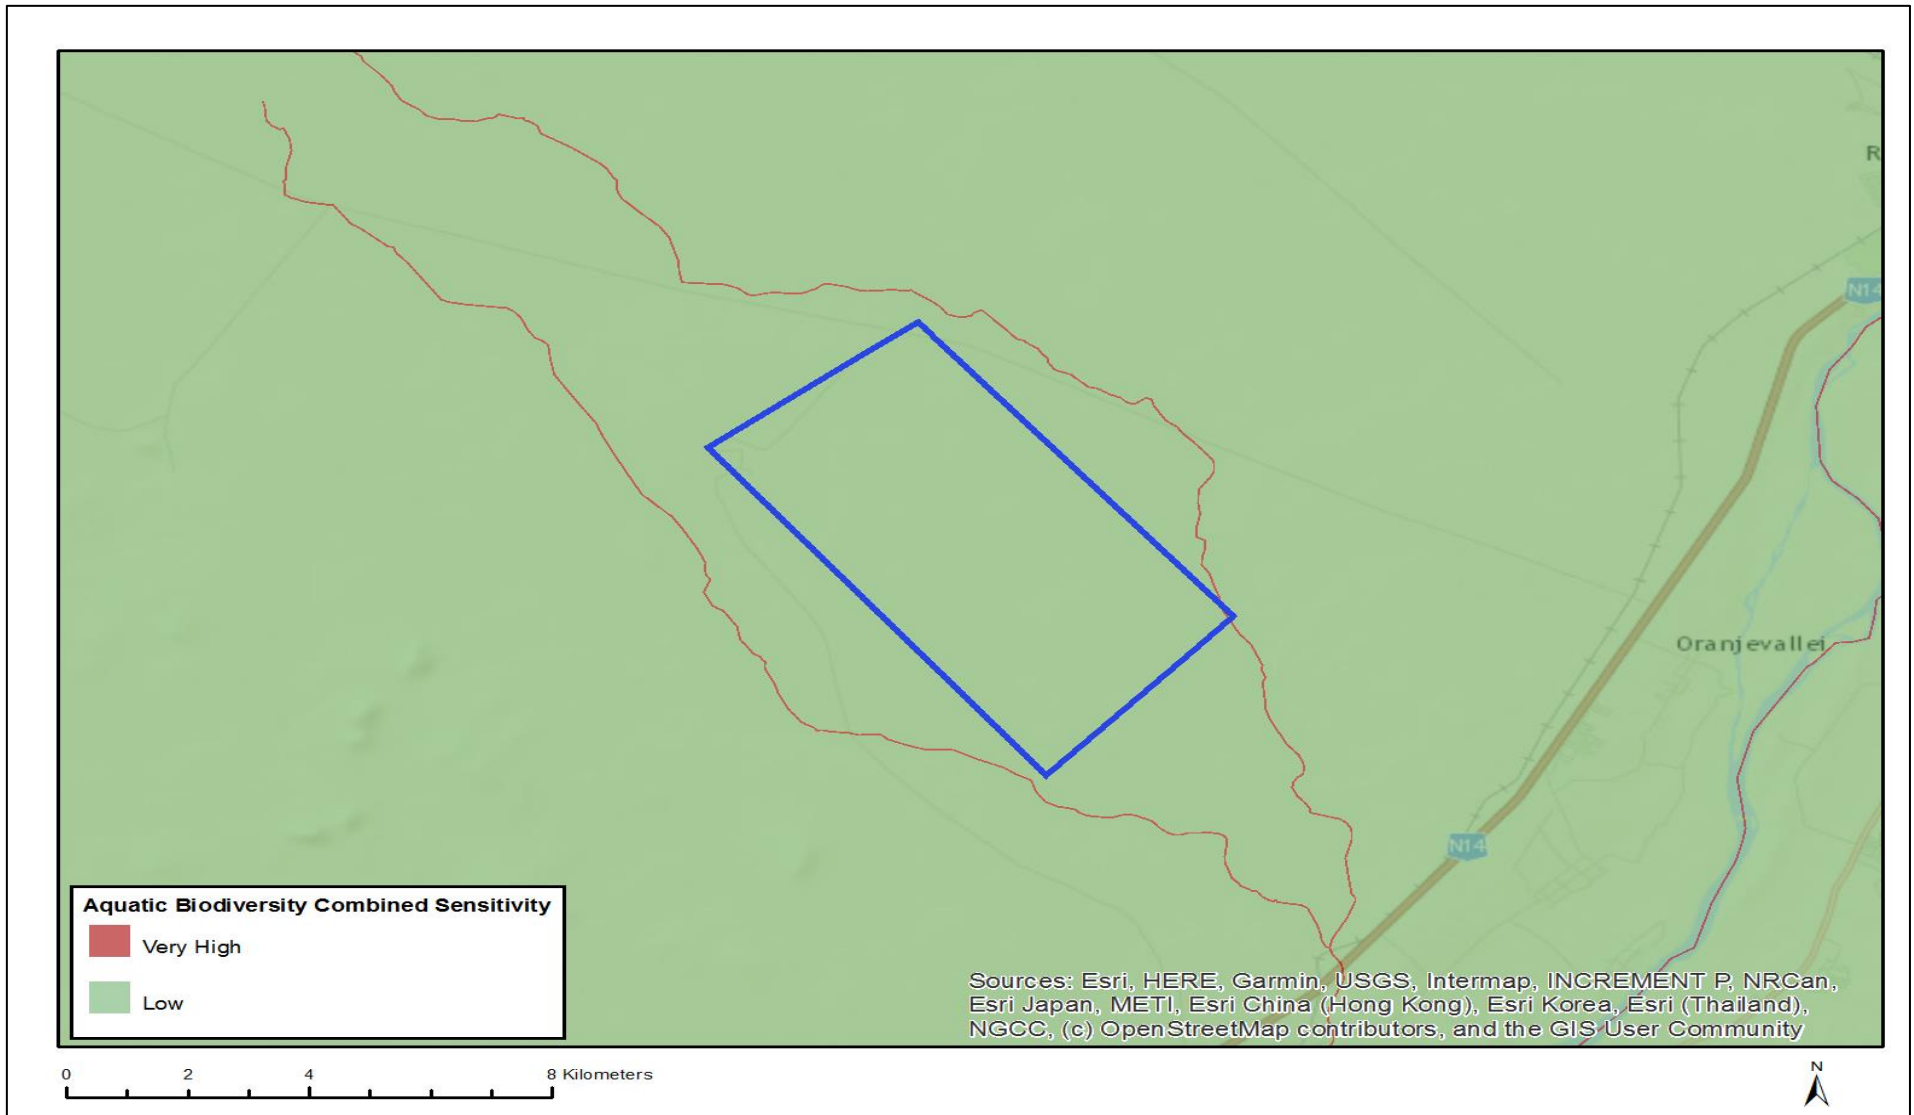 R
N14
Oranjevallei
N14
Aquatic Biodiversity Combined Sensitivity
Very High
Low
Sources: Esri, HERE, Garmin, USGS, Intermap, INCREMENT P, NRCan,
Esri Japan, METI, Esri China (Hong Kong), Esri Korea, Esri (Thailand),
NGCC, (c) OpenStreetMap contributors, and the GIS User Community
0 2 4 8 Kilometers
N